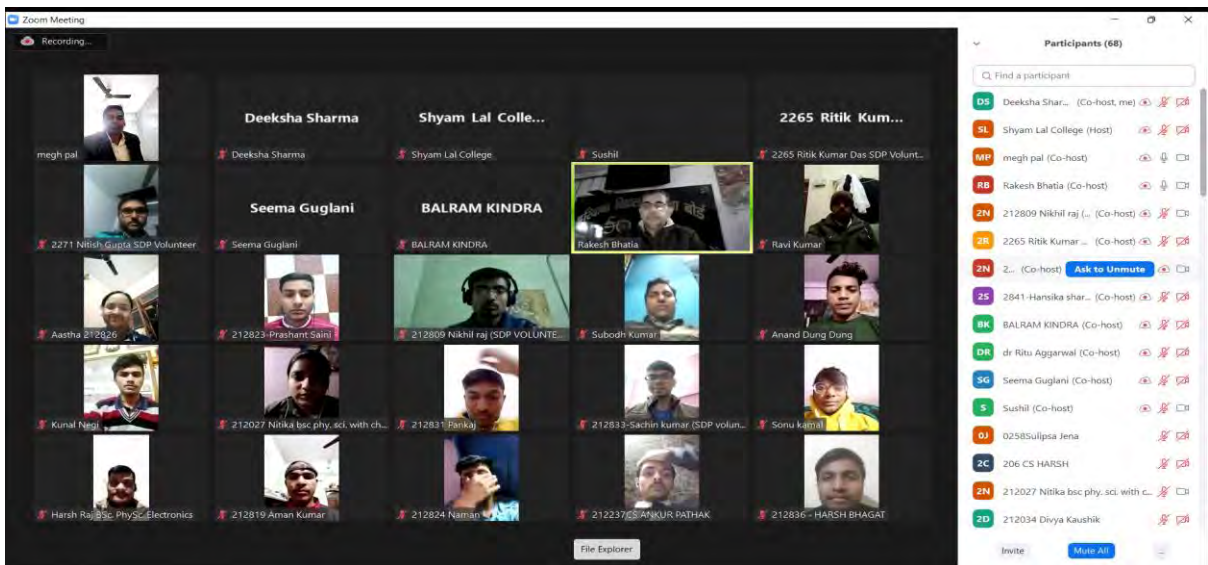 Zoom Meeting
Recording...
megh pal
Deeksha Sharma
Deeksha Sharma
Shyam Lal Colle...
Shyam Lal College
Sushil
2265 Ritik Kum...
2265 Ritik Kumar Das SDP Volunt...
2271 Nitish Gupta SDP Volunteer
Seema Guglani
Seema Guglani
BALRAM KINDRA
BALRAM KINDRA
Rakesh Bhatia
Ravi Kumar
Aastha 212826
212823-Prashant Saini
212809 Nikhil raj (SDP VOLUNTE...
Subodh Kumar
Anand Dung Dung
Kunal Negi
212027 Nitika bsc phy. sci. with ch...
212831 Pankaj
212833-Sachin kumar (SDP volun...
Sonu kamal
Harsh Raj BSc. PhySc. Electronics
212819 Aman Kumar
212824 Naman
212237CS ANKUR PATHAK
212836 - HARSH BHAGAT
File Explorer
Participants (68)
Find a participant
DS Deeksha Shar... (Co-host, me)
SL Shyam Lal College (Host)
MP megh pal (Co-host)
RB Rakesh Bhatia (Co-host)
2N 212809 Nikhil raj (... (Co-host)
2R 2265 Ritik Kumar ... (Co-host)
2N 2... (Co-host) Ask to Unmute
2S 2841-Hansika shar... (Co-host)
BK BALRAM KINDRA (Co-host)
DR dr Ritu Aggarwal (Co-host)
SG Seema Guglani (Co-host)
S Sushil (Co-host)
0J 0258Sulipsa Jena
2C 206 CS HARSH
2N 212027 Nitika bsc phy. sci. with c...
2D 212034 Divya Kaushik
Invite
Mute All
...